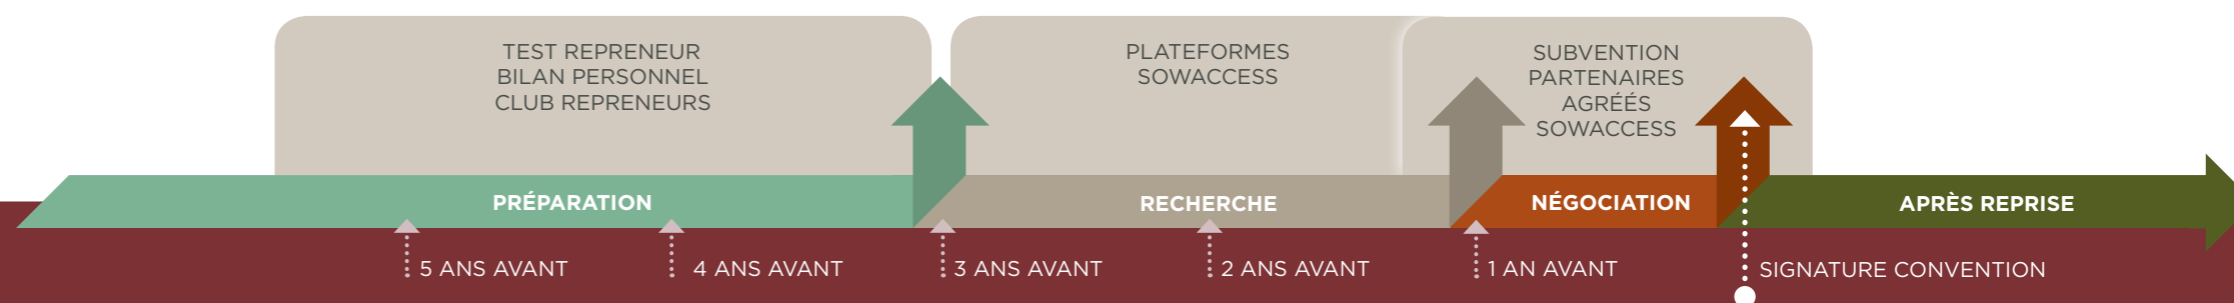 TEST REPRENEUR
BILAN PERSONNEL
CLUB REPRENEURS
PLATEFORMES
SOWACCESS
SUBVENTION
PARTENAIRES
AGRÉÉS
SOWACCESS
PRÉPARATION
RECHERCHE
NÉGOCIATION
APRÈS REPRISE
5 ANS AVANT
4 ANS AVANT
3 ANS AVANT
2 ANS AVANT
1 AN AVANT
SIGNATURE CONVENTION